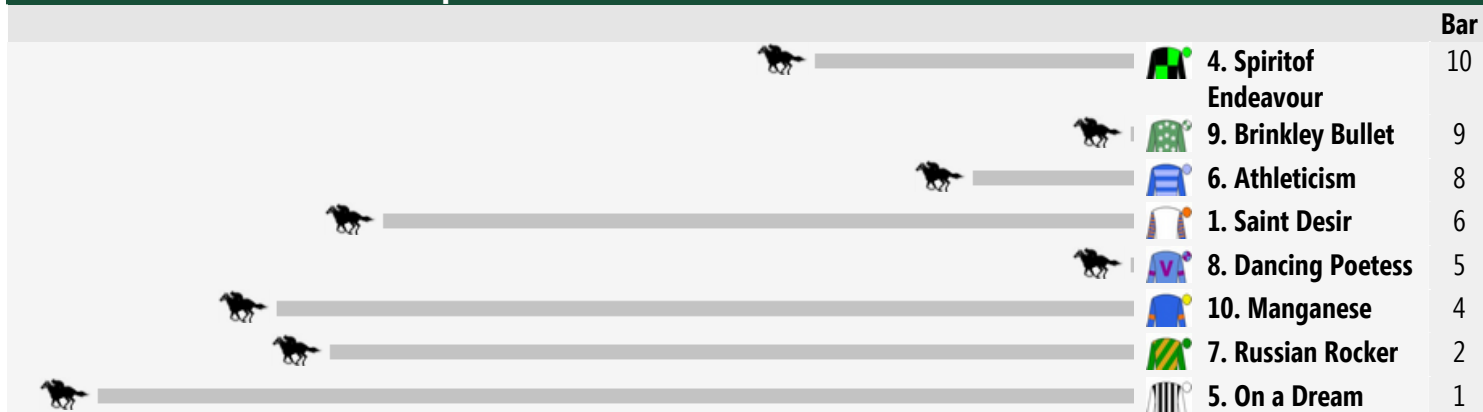 Bar
4. Spiritof
Endeavour
10
9. Brinkley Bullet 9
6. Athleticism 8
1. Saint Desir 6
V
8. Dancing Poetess 5
10. Manganese 4
7. Russian Rocker 2
5. On a Dream 1